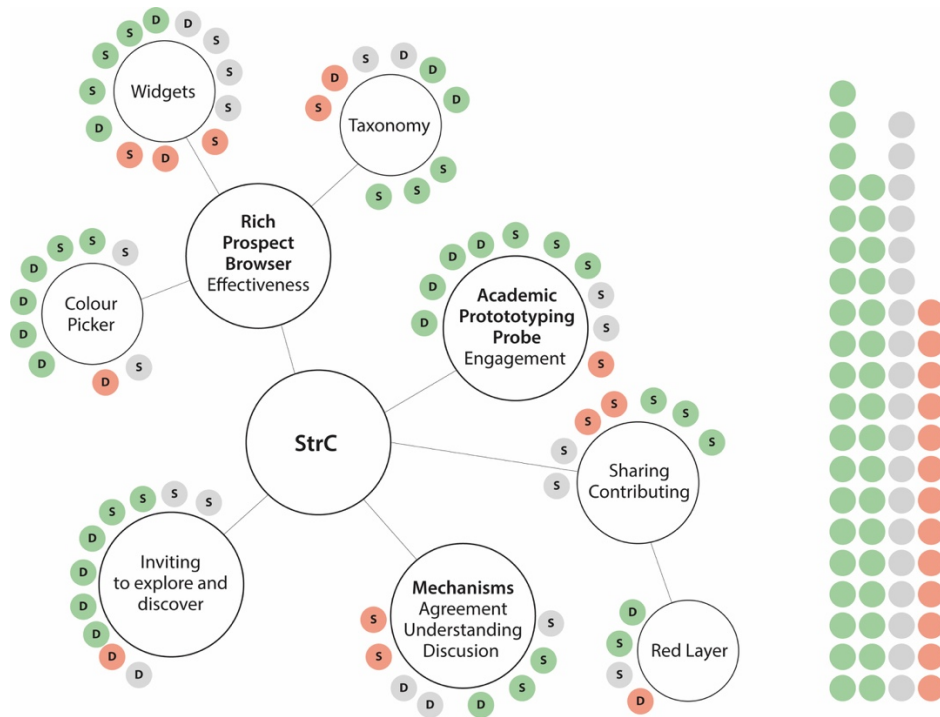 S
S
D
D
S
S
S
S
D
S
D
S
Widgets
D
S
D
D
D
S
S
S
S
Taxonomy
Rich
Prospect
Browser
Effectiveness
D
D
D
D
S
S
S
S
D
Colour
Picker
D
D
D
D
S
S
S
S
S
S
Academic
Protototyping
Probe
Engagement
StrC
S
S
S
S
S
S
S
Sharing
Contributing
D
D
D
D
S
S
S
S
D
D
Inviting
to explore and
discover
S
S
D
D
D
S
S
S
Mechanisms
Agreement
Understanding
Discusion
D
S
S
D
Red Layer